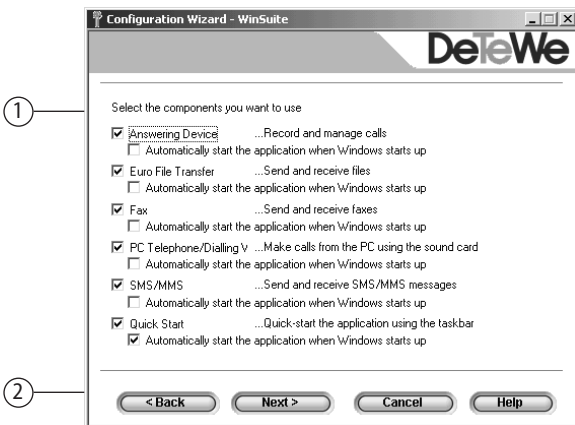 Configuration Wizard - WinSuite
DeTeWe
1
Select the components you want to use
Answering Device ...Record and manage calls
Automatically start the application when Windows starts up
Euro File Transfer ...Send and receive files
Automatically start the application when Windows starts up
Fax ...Send and receive faxes
Automatically start the application when Windows starts up
PC Telephone/Dialling V ...Make calls from the PC using the sound card
Automatically start the application when Windows starts up
SMS/MMS ...Send and receive SMS/MMS messages
Automatically start the application when Windows starts up
Quick Start ...Quick-start the application using the taskbar
Automatically start the application when Windows starts up
2
< Back Next > Cancel Help